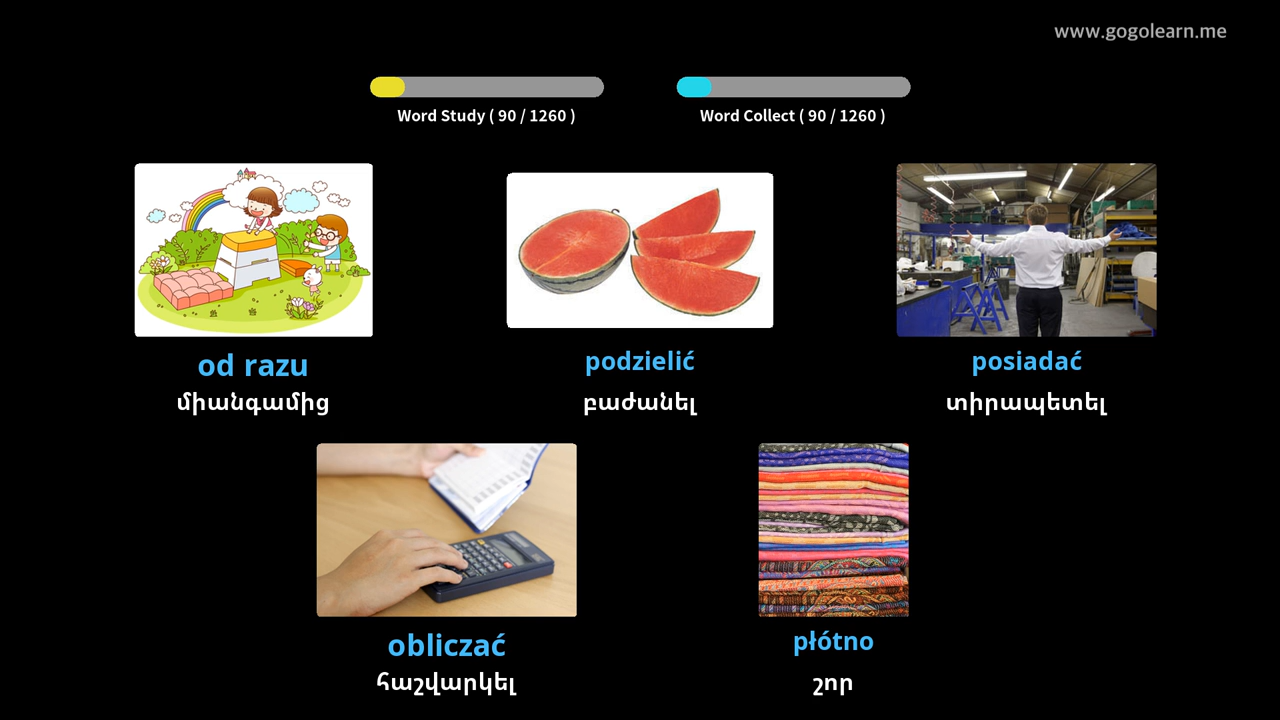 www.gogolearn.me
Word Study ( 90 / 1260 )
Word Collect ( 90 / 1260 )
od razu
միանգամից
podzielić
բաժանել
posiadać
տիրապետել
obliczać
հաշվարկել
płótno
շոր